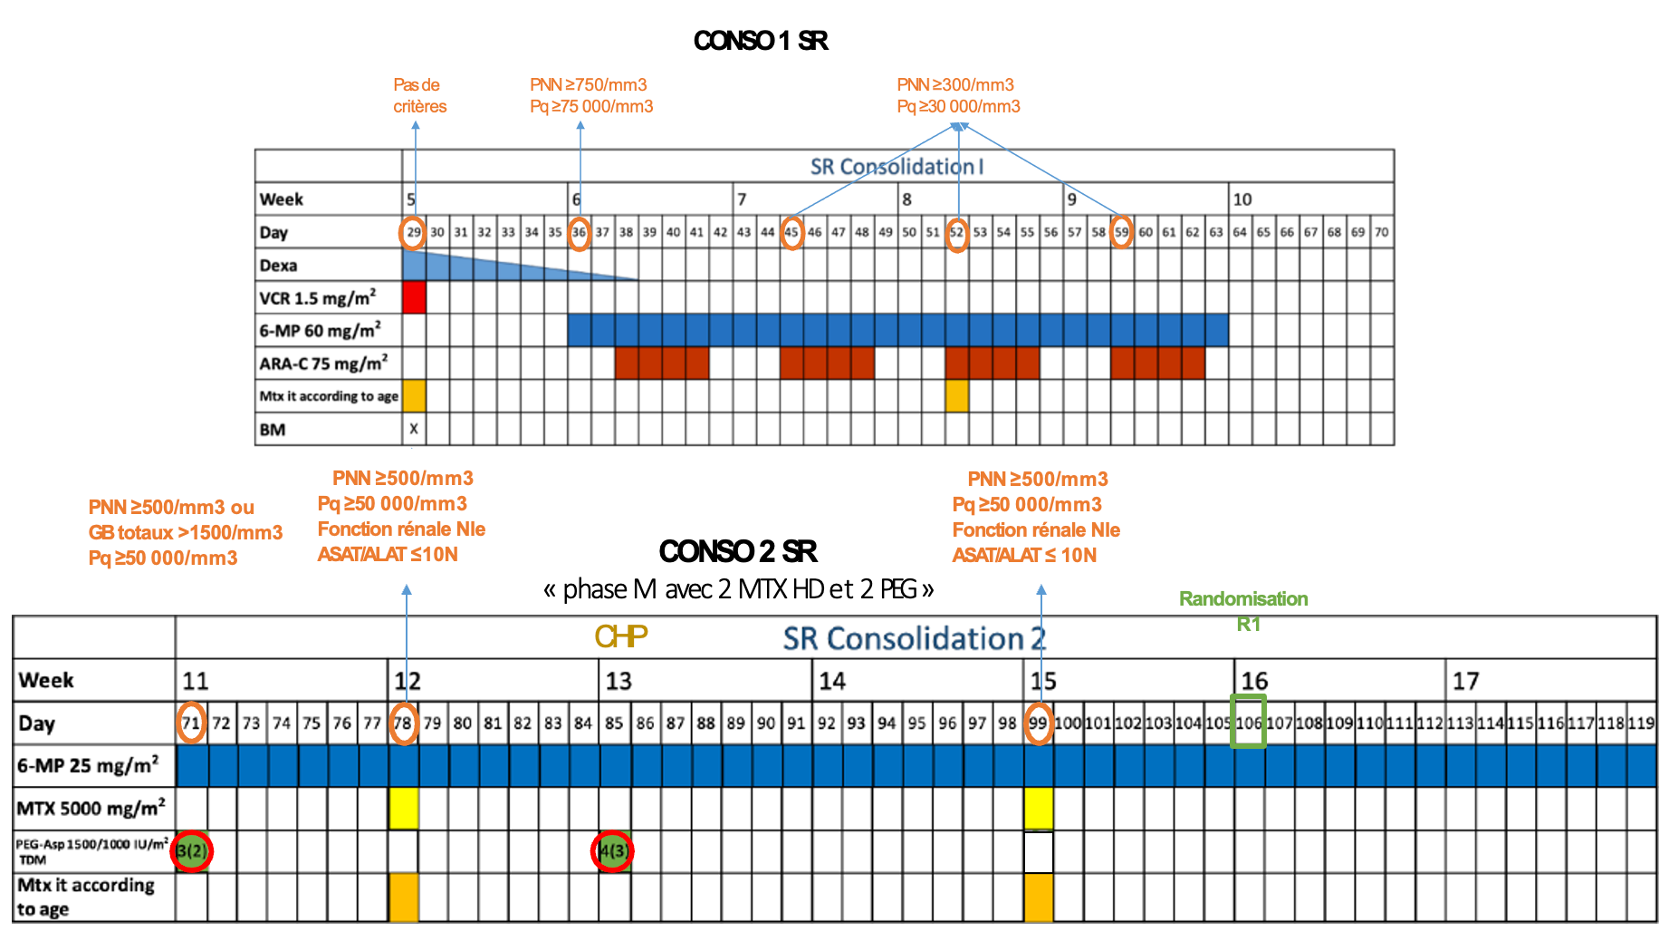 CONSO 1 SR
Pas de
critères
PNN ≥750/mm3
Pq ≥75 000/mm3
PNN ≥300/mm3
Pq ≥30 000/mm3
SR Consolidation I
Week 5 6 7 8 9 10
Day 29 30 31 32 33 34 35 36 37 38 39 40 41 42 43 44 45 46 47 48 49 50 51 52 53 54 55 56 57 58 59 60 61 62 63 64 65 66 67 68 69 70
Dexa
VCR 1.5 mg/m²
6-MP 60 mg/m²
ARA-C 75 mg/m²
Mtx it according to age
BM X
PNN ≥500/mm3 ou
GB totaux >1500/mm3
Pq ≥50 000/mm3
PNN ≥500/mm3
Pq ≥50 000/mm3
Fonction rénale Nle
ASAT/ALAT ≤10N
PNN ≥500/mm3
Pq ≥50 000/mm3
Fonction rénale Nle
ASAT/ALAT ≤ 10N
CONSO 2 SR
« phase M avec 2 MTX HD et 2 PEG »
Randomisation
R1
CHP
SR Consolidation 2
Week 11 12 13 14 15 16 17
Day 71 72 73 74 75 76 77 78 79 80 81 82 83 84 85 86 87 88 89 90 91 92 93 94 95 96 97 98 99 100 101 102 103 104 105 106 107 108 109 110 111 112 113 114 115 116 117 118 119
6-MP 25 mg/m²
MTX 5000 mg/m²
PEG-Asp 1500/1000 IU/m²
TDM
3(2) 4(3)
Mtx it according
to age